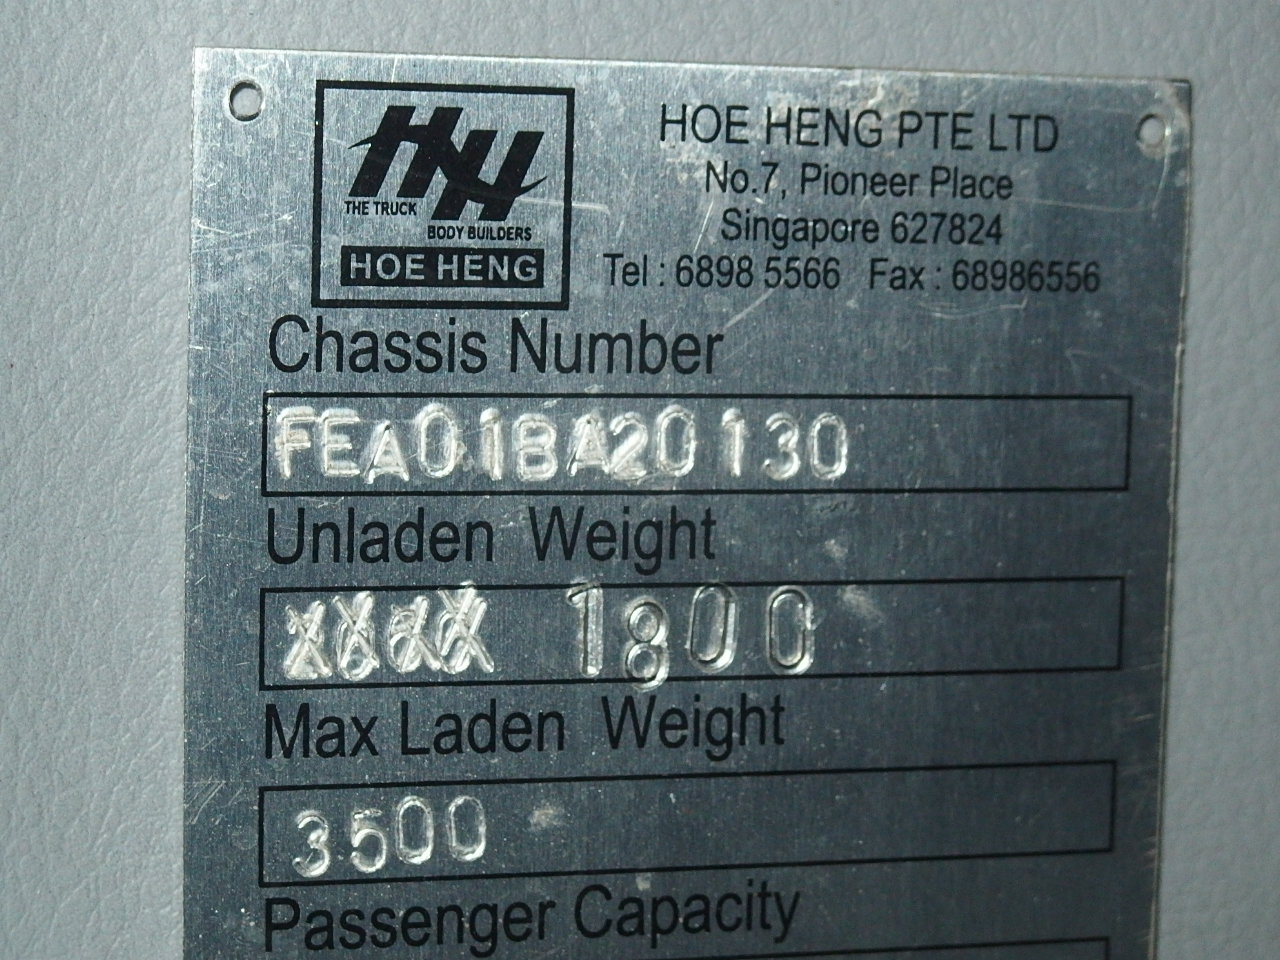 HH
THE TRUCK
BODY BUILDERS
HOE HENG
HOE HENG PTE LTD
No.7, Pioneer Place
Singapore 627824
Tel : 6898 5566 Fax : 68986556
Chassis Number
FEA01BA20130
Unladen Weight
1800
Max Laden Weight
3500
Passenger Capacity